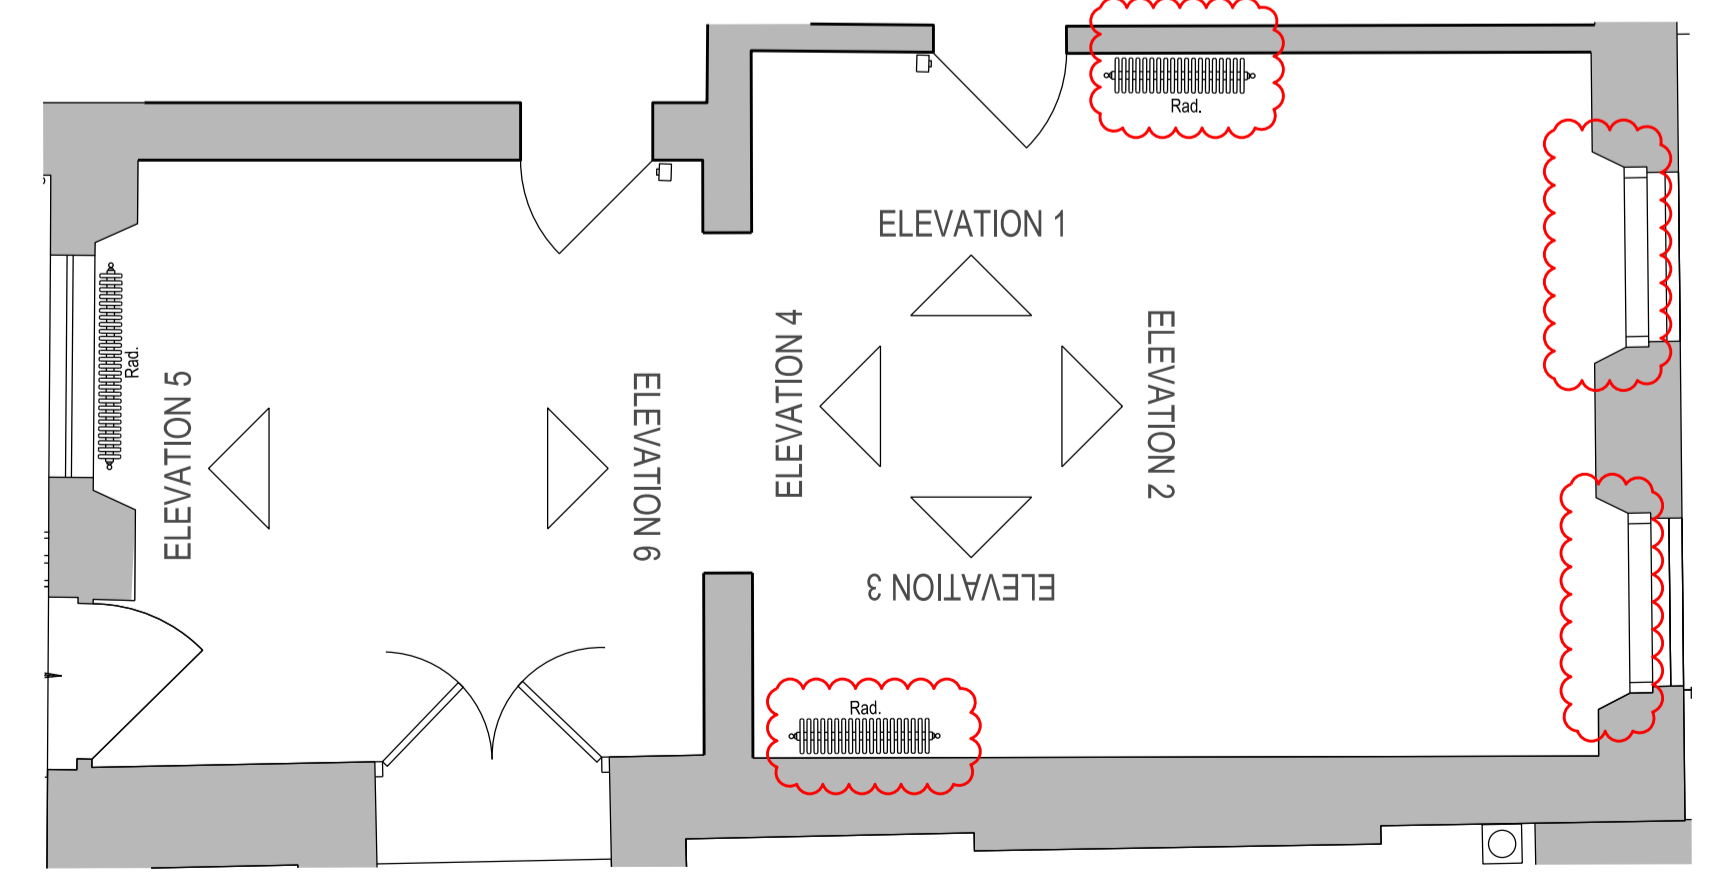 Rad.
ELEVATION 1
ELEVATION 4
ELEVATION 2
Rad.
ELEVATION 5
ELEVATION 6
ELEVATION 3
Rad.